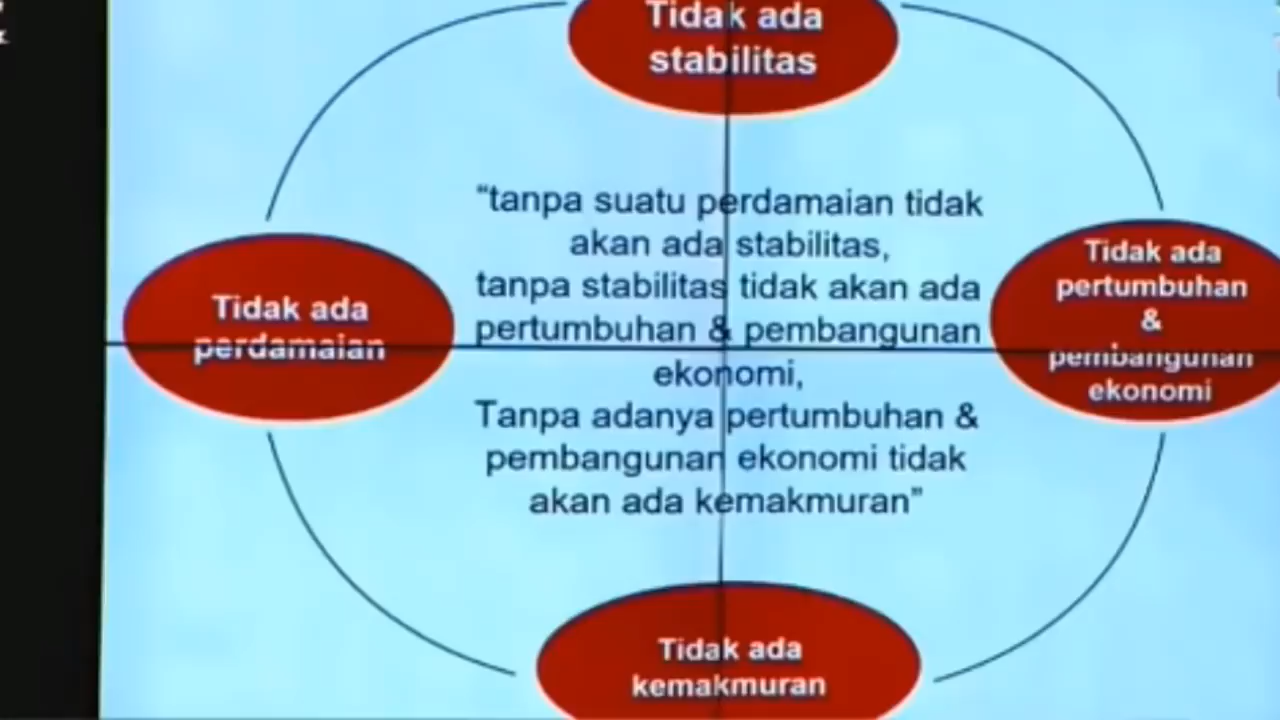 Tidak ada
stabilitas
“tanpa suatu perdamaian tidak
akan ada stabilitas,
tanpa stabilitas tidak akan ada
pertumbuhan & pembangunan
ekonomi,
Tanpa adanya pertumbuhan &
pembangunan ekonomi tidak
akan ada kemakmuran”
Tidak ada
perdamaian
Tidak ada
pertumbuhan
&
pembangunan
ekonomi
Tidak ada
kemakmuran